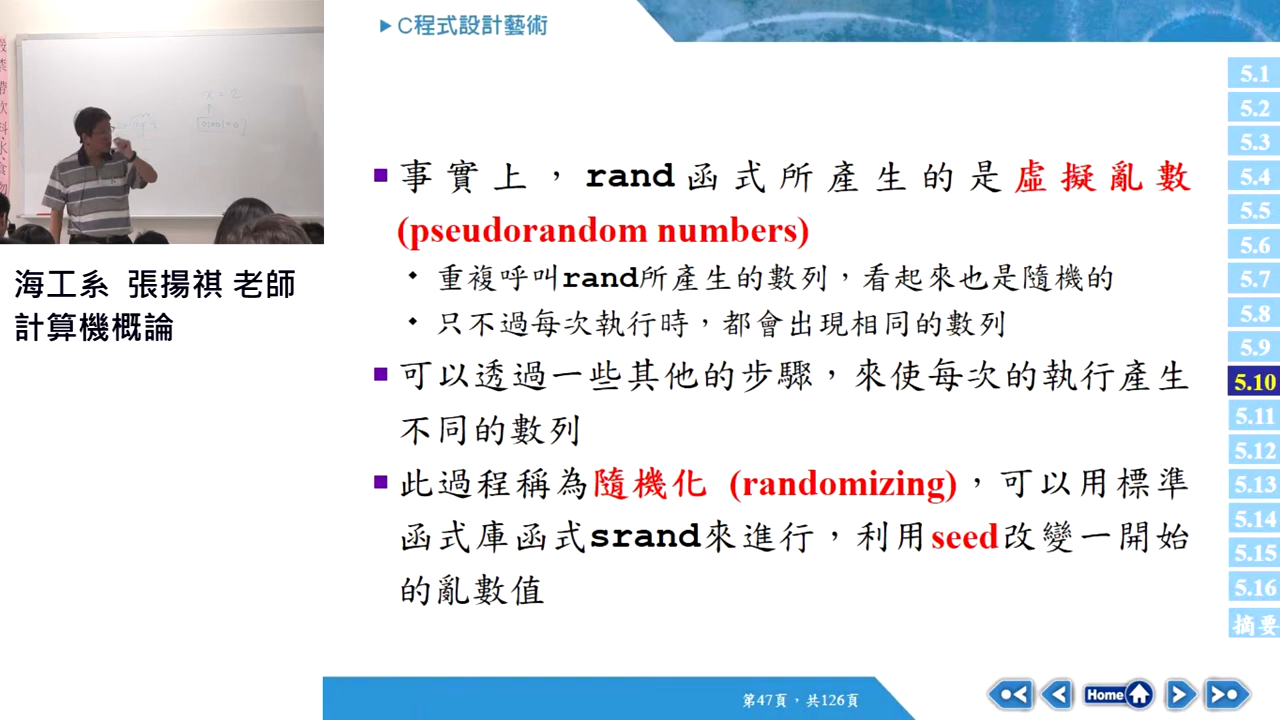 C程式設計藝術
x = 2
海工系 張揚祺 老師
計算機概論
事實上，rand函式所產生的是虛擬亂數
(pseudorandom numbers)
重複呼叫rand所產生的數列，看起來也是隨機的
只不過每次執行時，都會出現相同的數列
可以透過一些其他的步驟，來使每次的執行產生
不同的數列
此過程稱為隨機化 (randomizing)，可以用標準
函式庫函式srand來進行，利用seed改變一開始
的亂數值
5.1
5.2
5.3
5.4
5.5
5.6
5.7
5.8
5.9
5.10
5.11
5.12
5.13
5.14
5.15
5.16
摘要
第47頁，共126頁
Home